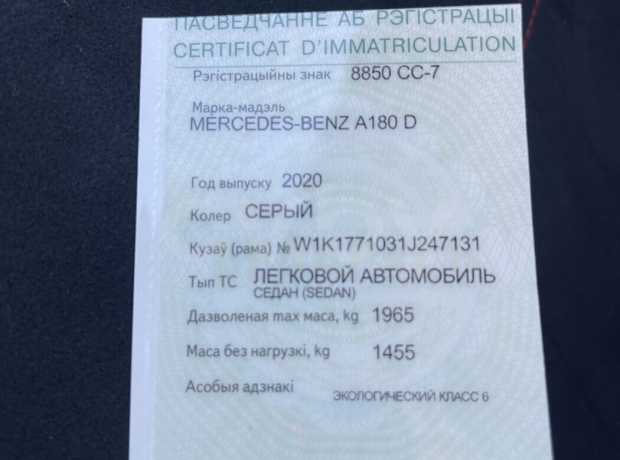 ПАСВЕДЧАННЕ АБ РЭГІСТРАЦЫІ
CERTIFICAT D'IMMATRICULATION
Рэгістрацыйны знак 8850 CC-7
Марка-мадэль
MERCEDES-BENZ A180 D
Год выпуску 2020
Колер СЕРЫЙ
Кузаў (рама) № W1K1771031J247131
Тып ТС ЛЕГКОВОЙ АВТОМОБИЛЬ
СЕДАН (SEDAN)
Дазволеная max маса, kg 1965
Маса без нагрузкі, kg 1455
Асобыя адзнакі
ЭКОЛОГИЧЕСКИЙ КЛАСС 6